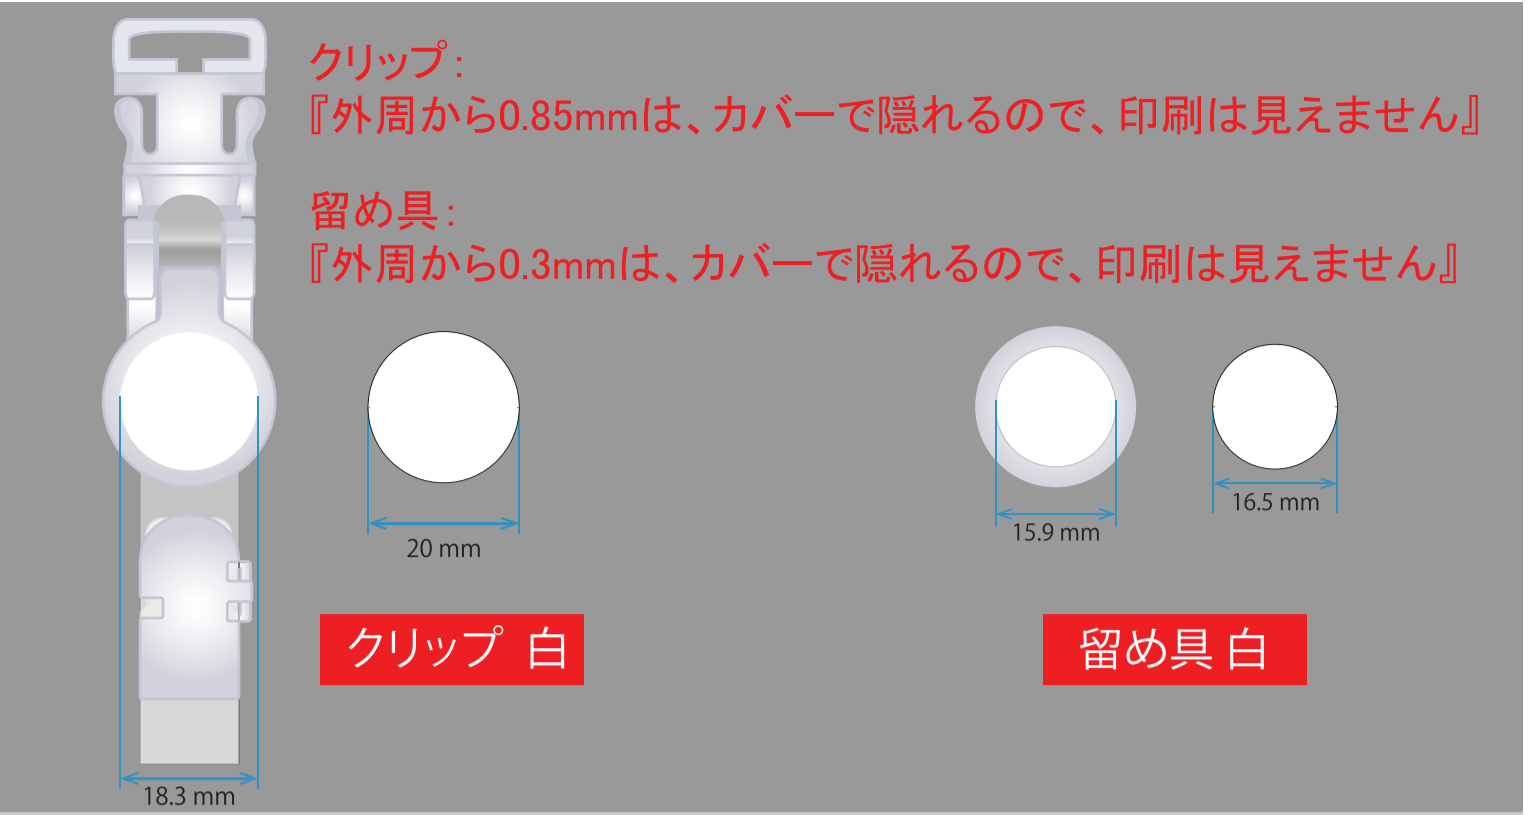 クリップ：
『外周から0.85mmは、カバーで隠れるので、印刷は見えません』
留め具：
『外周から0.3mmは、カバーで隠れるので、印刷は見えません』
20 mm
15.9 mm
16.5 mm
クリップ 白
留め具 白
18.3 mm